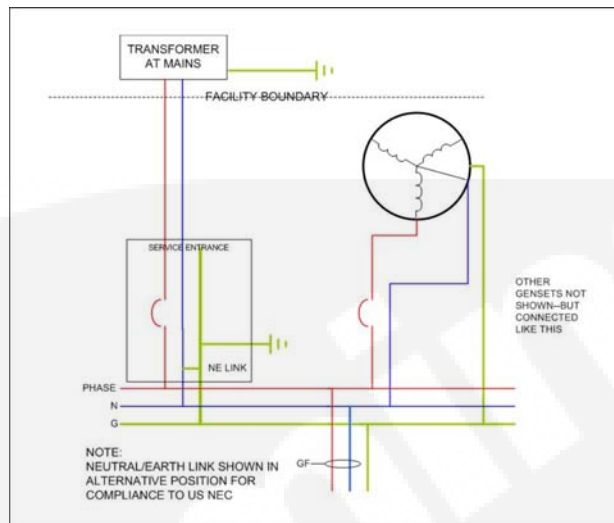 TRANSFORMER
AT MAINS
FACILITY BOUNDARY
SERVICE ENTRANCE
OTHER
GENSETS NOT
SHOWN--BUT
CONNECTED
LIKE THIS
NE LINK
PHASE
N
G
NOTE:
NEUTRAL/EARTH LINK SHOWN IN
ALTERNATIVE POSITION FOR
COMPLIANCE TO US NEC
GF